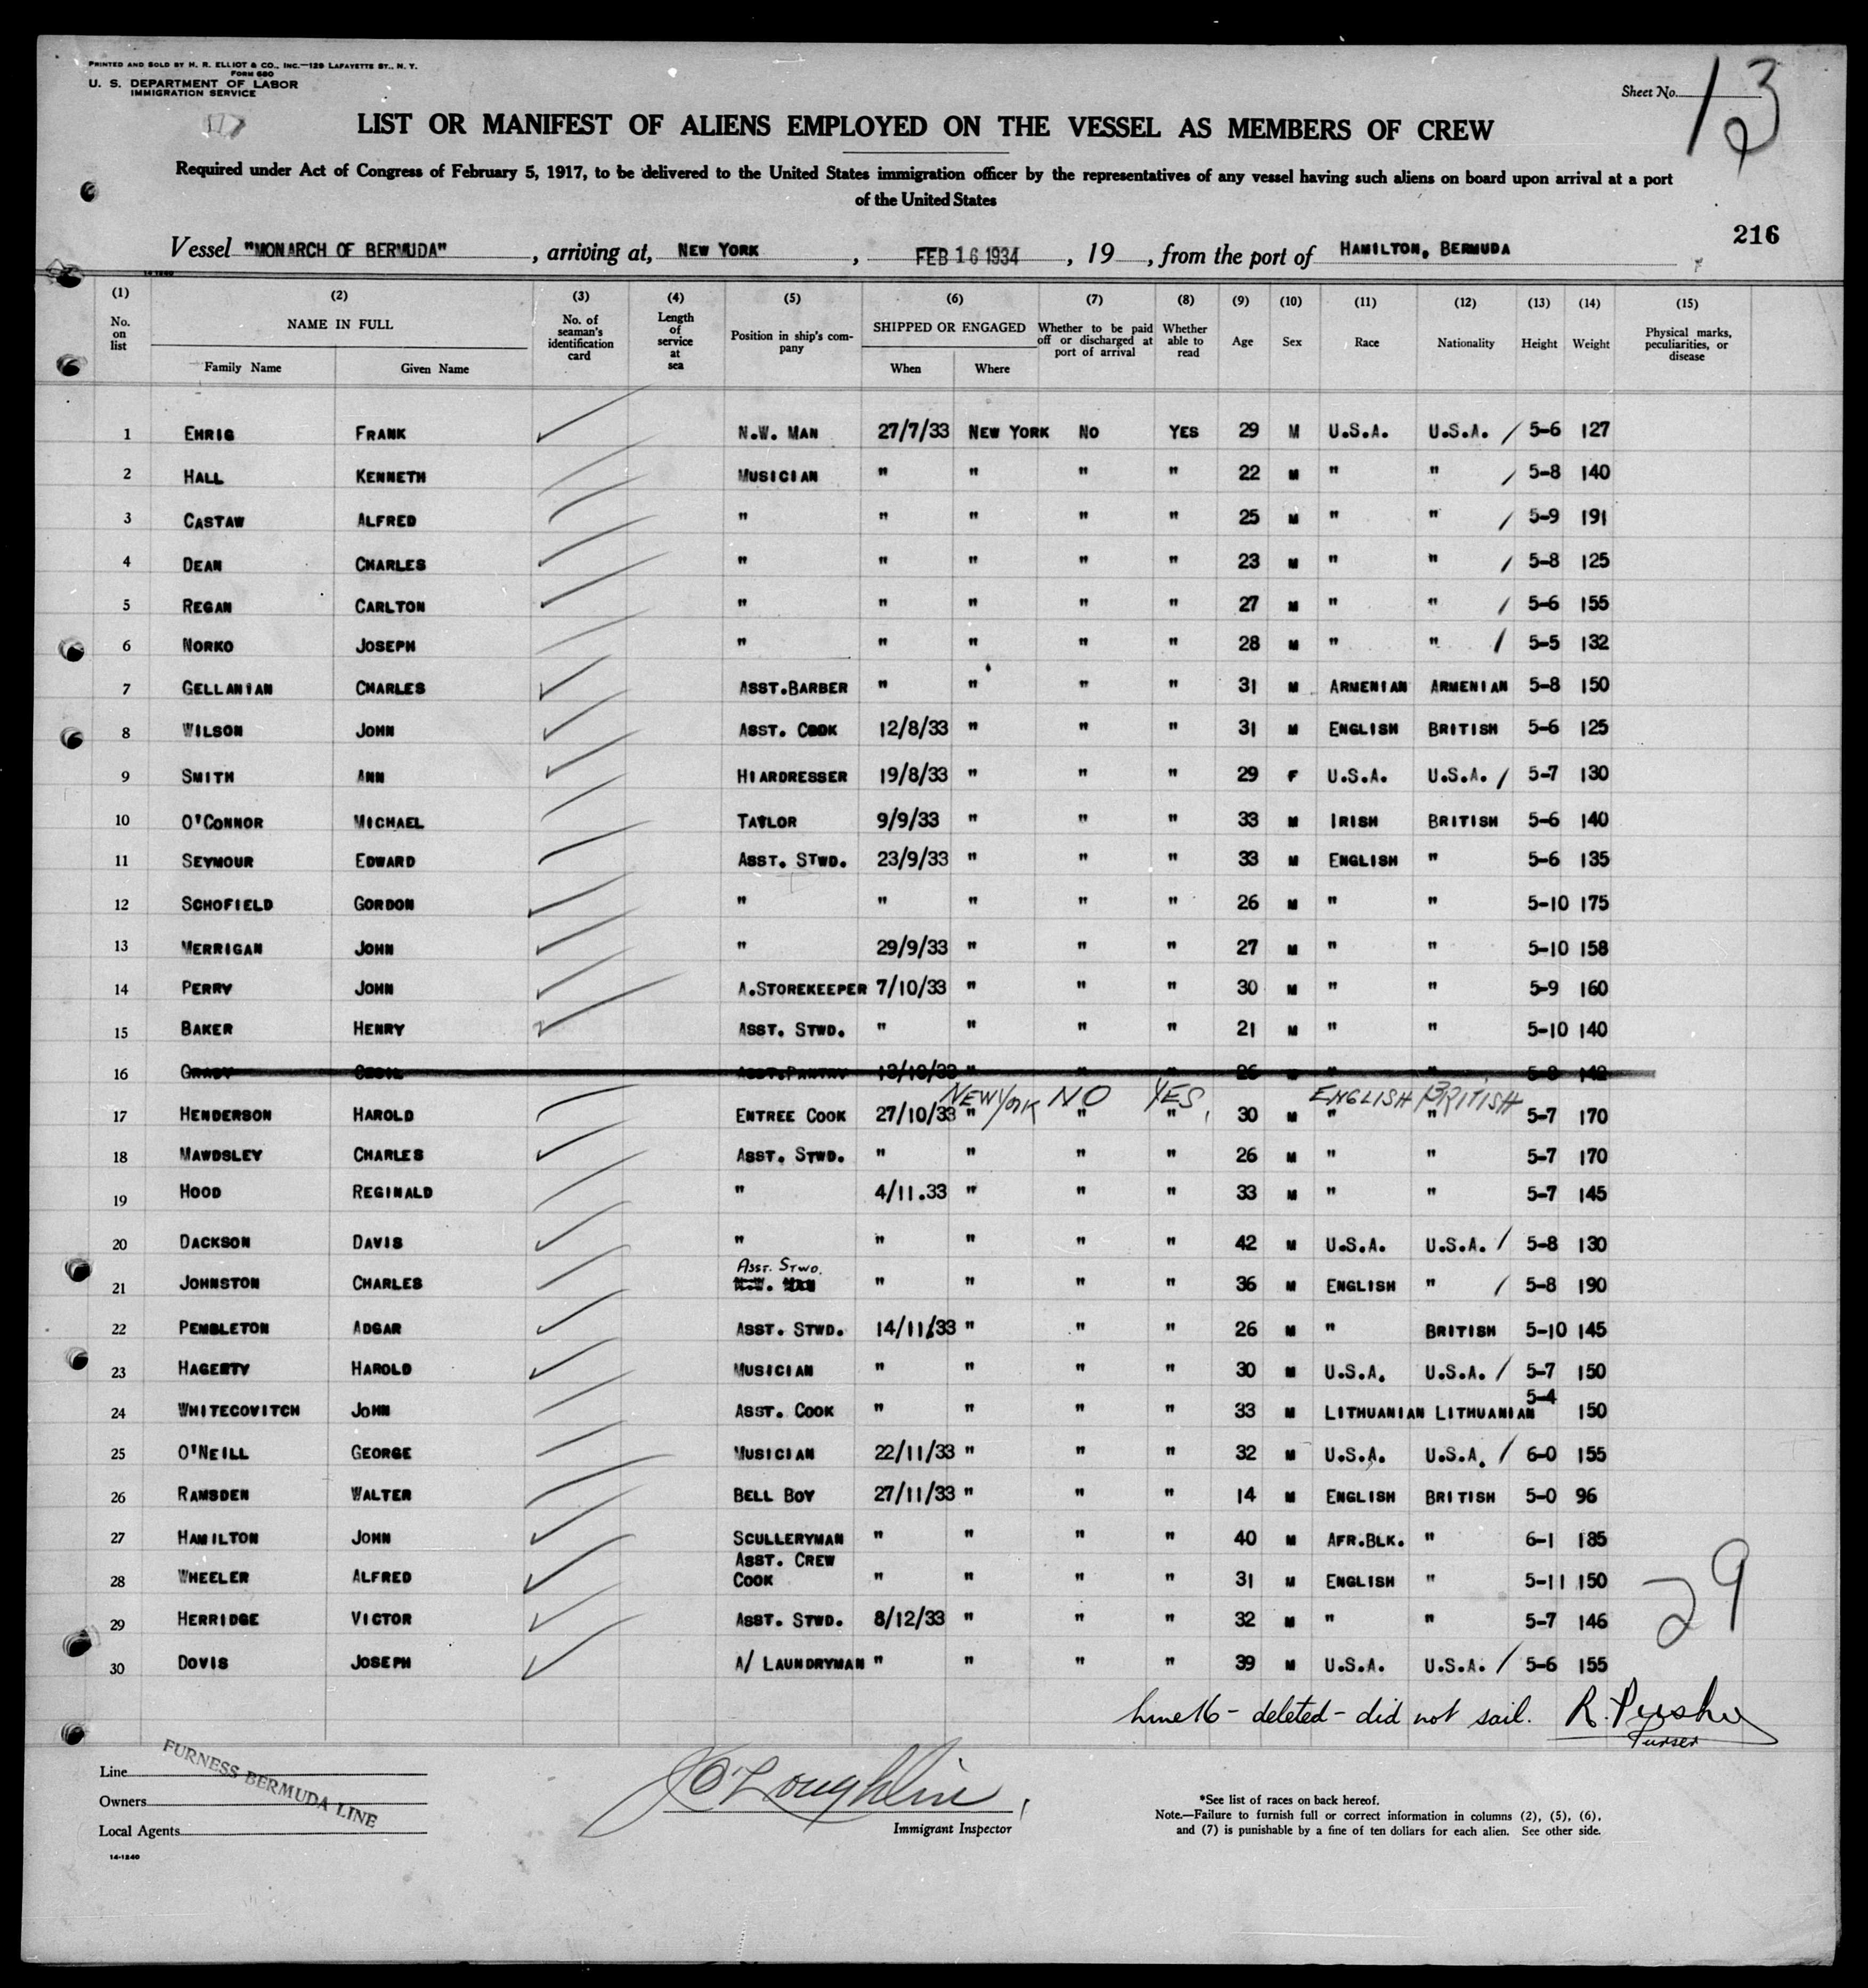 PRINTED AND SOLD BY H. R. ELLIOT & CO., INC.—129 LAFAYETTE ST., N. Y.
FORM 680
U. S. DEPARTMENT OF LABOR
IMMIGRATION SERVICE
Sheet No. 13
LIST OR MANIFEST OF ALIENS EMPLOYED ON THE VESSEL AS MEMBERS OF CREW
Required under Act of Congress of February 5, 1917, to be delivered to the United States immigration officer by the representatives of any vessel having such aliens on board upon arrival at a port
of the United States
216
Vessel "MONARCH OF BERMUDA", arriving at, NEW YORK, FEB 16 1934, 19, from the port of HAMILTON, BERMUDA
14-1240
(1) (2) (3) (4) (5) (6) (7) (8) (9) (10) (11) (12) (13) (14) (15)
No. on list NAME IN FULL Family Name Given Name No. of seaman's identification card Length of service at sea Position in ship's company SHIPPED OR ENGAGED When Where Whether to be paid off or discharged at port of arrival Whether able to read Age Sex Race Nationality Height Weight Physical marks, peculiarities, or disease
1 EHRIG FRANK N.W. MAN 27/7/33 NEW YORK NO YES 29 M U.S.A. U.S.A. / 5-6 127
2 HALL KENNETH MUSICIAN " " " " 22 M " " / 5-8 140
3 CASTAW ALFRED " " " " " 25 M " " / 5-9 191
4 DEAN CHARLES " " " " " 23 M " " / 5-8 125
5 REGAN CARLTON " " " " " 27 M " " / 5-6 155
6 NORKO JOSEPH " " " " " 28 M " " / 5-5 132
7 GELLANIAN CHARLES ASST.BARBER " " " " 31 M ARMENIAN ARMENIAN 5-8 150
8 WILSON JOHN ASST. COOK 12/8/33 " " " 31 M ENGLISH BRITISH 5-6 125
9 SMITH ANN HIARDRESSER 19/8/33 " " " 29 F U.S.A. U.S.A. / 5-7 130
10 O'CONNOR MICHAEL TAYLOR 9/9/33 " " " 33 M IRISH BRITISH 5-6 140
11 SEYMOUR EDWARD ASST. STWD. 23/9/33 " " " 33 M ENGLISH " 5-6 135
12 SCHOFIELD GORDON " " " " " 26 M " " 5-10 175
13 MERRIGAN JOHN " 29/9/33 " " " 27 M " " 5-10 158
14 PERRY JOHN A.STOREKEEPER 7/10/33 " " " 30 M " " 5-9 160
15 BAKER HENRY ASST. STWD. " " " " 21 M " " 5-10 140
16 GRADY CECIL ASST.PANTRY 13/10/33 " " " 26 M " " 5-8 142
NEW YORK NO YES ENGLISH BRITISH
17 HENDERSON HAROLD ENTREE COOK 27/10/33 " " " 30 M " " 5-7 170
18 MAWDSLEY CHARLES ASST. STWD. " " " " 26 M " " 5-7 170
19 HOOD REGINALD " 4/11.33 " " " 33 M " " 5-7 145
20 DACKSON DAVIS " " " " " 42 M U.S.A. U.S.A. / 5-8 130
ASST. STWD.
21 JOHNSTON CHARLES N.W. MAN " " " " 36 M ENGLISH " / 5-8 190
22 PEMBLETON ADGAR ASST. STWD. 14/11/33 " " " 26 M " BRITISH 5-10 145
23 HAGERTY HAROLD MUSICIAN " " " " 30 M U.S.A. U.S.A. / 5-7 150
24 WHITECOVITCH JOHN ASST. COOK " " " " 33 M LITHUANIAN LITHUANIAN 5-4 150
25 O'NEILL GEORGE MUSICIAN 22/11/33 " " " 32 M U.S.A. U.S.A. / 6-0 155
26 RAMSDEN WALTER BELL BOY 27/11/33 " " " 14 M ENGLISH BRITISH 5-0 96
27 HAMILTON JOHN SCULLERYMAN " " " " 40 M AFR.BLK. " 6-1 185
28 WHEELER ALFRED ASST. CREW COOK " " " " 31 M ENGLISH " 5-11 150
29 HERRIDGE VICTOR ASST. STWD. 8/12/33 " " " 32 M " " 5-7 146
30 DOVIS JOSEPH A/ LAUNDRYMAN " " " " 39 M U.S.A. U.S.A. / 5-6 155
29
Line 16 - deleted - did not sail.
Purser
Line
Owners
Local Agents
FURNESS BERMUDA LINE
J O'Loughlin
Immigrant Inspector
*See list of races on back hereof.
Note.—Failure to furnish full or correct information in columns (2), (5), (6),
and (7) is punishable by a fine of ten dollars for each alien. See other side.
14-1240